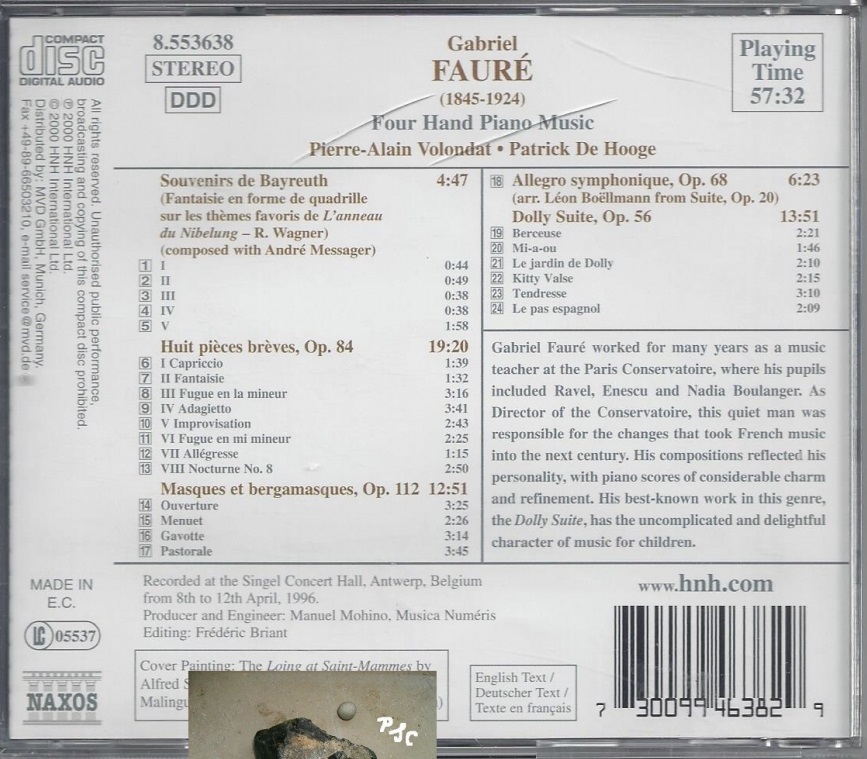 COMPACT
disc
DIGITAL AUDIO
8.553638
STEREO
DDD
Gabriel
FAURÉ
(1845-1924)
Four Hand Piano Music
Pierre-Alain Volondat • Patrick De Hooge
Playing
Time
57:32
All rights reserved. Unauthorised public performance,
broadcasting and copying of this compact disc prohibited.
℗ 2000 HNH International Ltd.
© 2000 HNH International Ltd.
Distributed by: MVD GmbH, Munich, Germany.
Fax +49-89-66503210, e-mail service@mvd.de
Souvenirs de Bayreuth 4:47
(Fantaisie en forme de quadrille
sur les thèmes favoris de L'anneau
du Nibelung – R. Wagner)
(composed with André Messager)
1 I 0:44
2 II 0:49
3 III 0:38
4 IV 0:38
5 V 1:58
Huit pièces brèves, Op. 84 19:20
6 I Capriccio 1:39
7 II Fantaisie 1:32
8 III Fugue en la mineur 3:16
9 IV Adagietto 3:41
10 V Improvisation 2:43
11 VI Fugue en mi mineur 2:25
12 VII Allégresse 1:15
13 VIII Nocturne No. 8 2:50
Masques et bergamasques, Op. 112 12:51
14 Ouverture 3:25
15 Menuet 2:26
16 Gavotte 3:14
17 Pastorale 3:45
18 Allegro symphonique, Op. 68 6:23
(arr. Léon Boëllmann from Suite, Op. 20)
Dolly Suite, Op. 56 13:51
19 Berceuse 2:21
20 Mi-a-ou 1:46
21 Le jardin de Dolly 2:10
22 Kitty Valse 2:15
23 Tendresse 3:10
24 Le pas espagnol 2:09
Gabriel Fauré worked for many years as a music
teacher at the Paris Conservatoire, where his pupils
included Ravel, Enescu and Nadia Boulanger. As
Director of the Conservatoire, this quiet man was
responsible for the changes that took French music
into the next century. His compositions reflected his
personality, with piano scores of considerable charm
and refinement. His best-known work in this genre,
the Dolly Suite, has the uncomplicated and delightful
character of music for children.
MADE IN
E.C.
LC 05537
NAXOS
Recorded at the Singel Concert Hall, Antwerp, Belgium
from 8th to 12th April, 1996.
Producer and Engineer: Manuel Mohino, Musica Numéris
Editing: Frédéric Briant
Cover Painting: The Loing at Saint-Mammes by
Alfred S
Maling
)
English Text /
Deutscher Text /
Texte en français
www.hnh.com
7 30099 46382 9
PSC